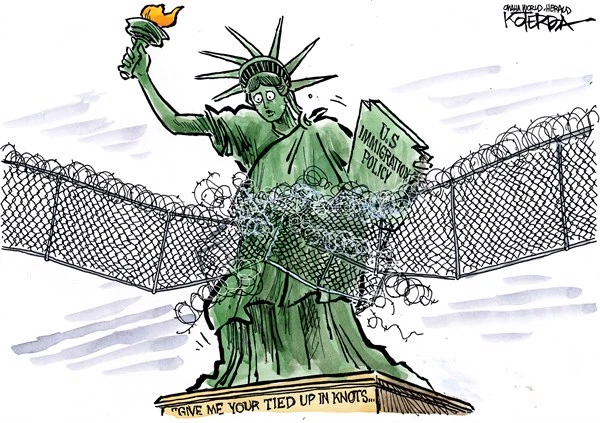 OMAHA WORLD-HERALD
KOTERBA
U.S
IMMIGRATION
POLICY
"GIVE ME YOUR TIED UP IN KNOTS...